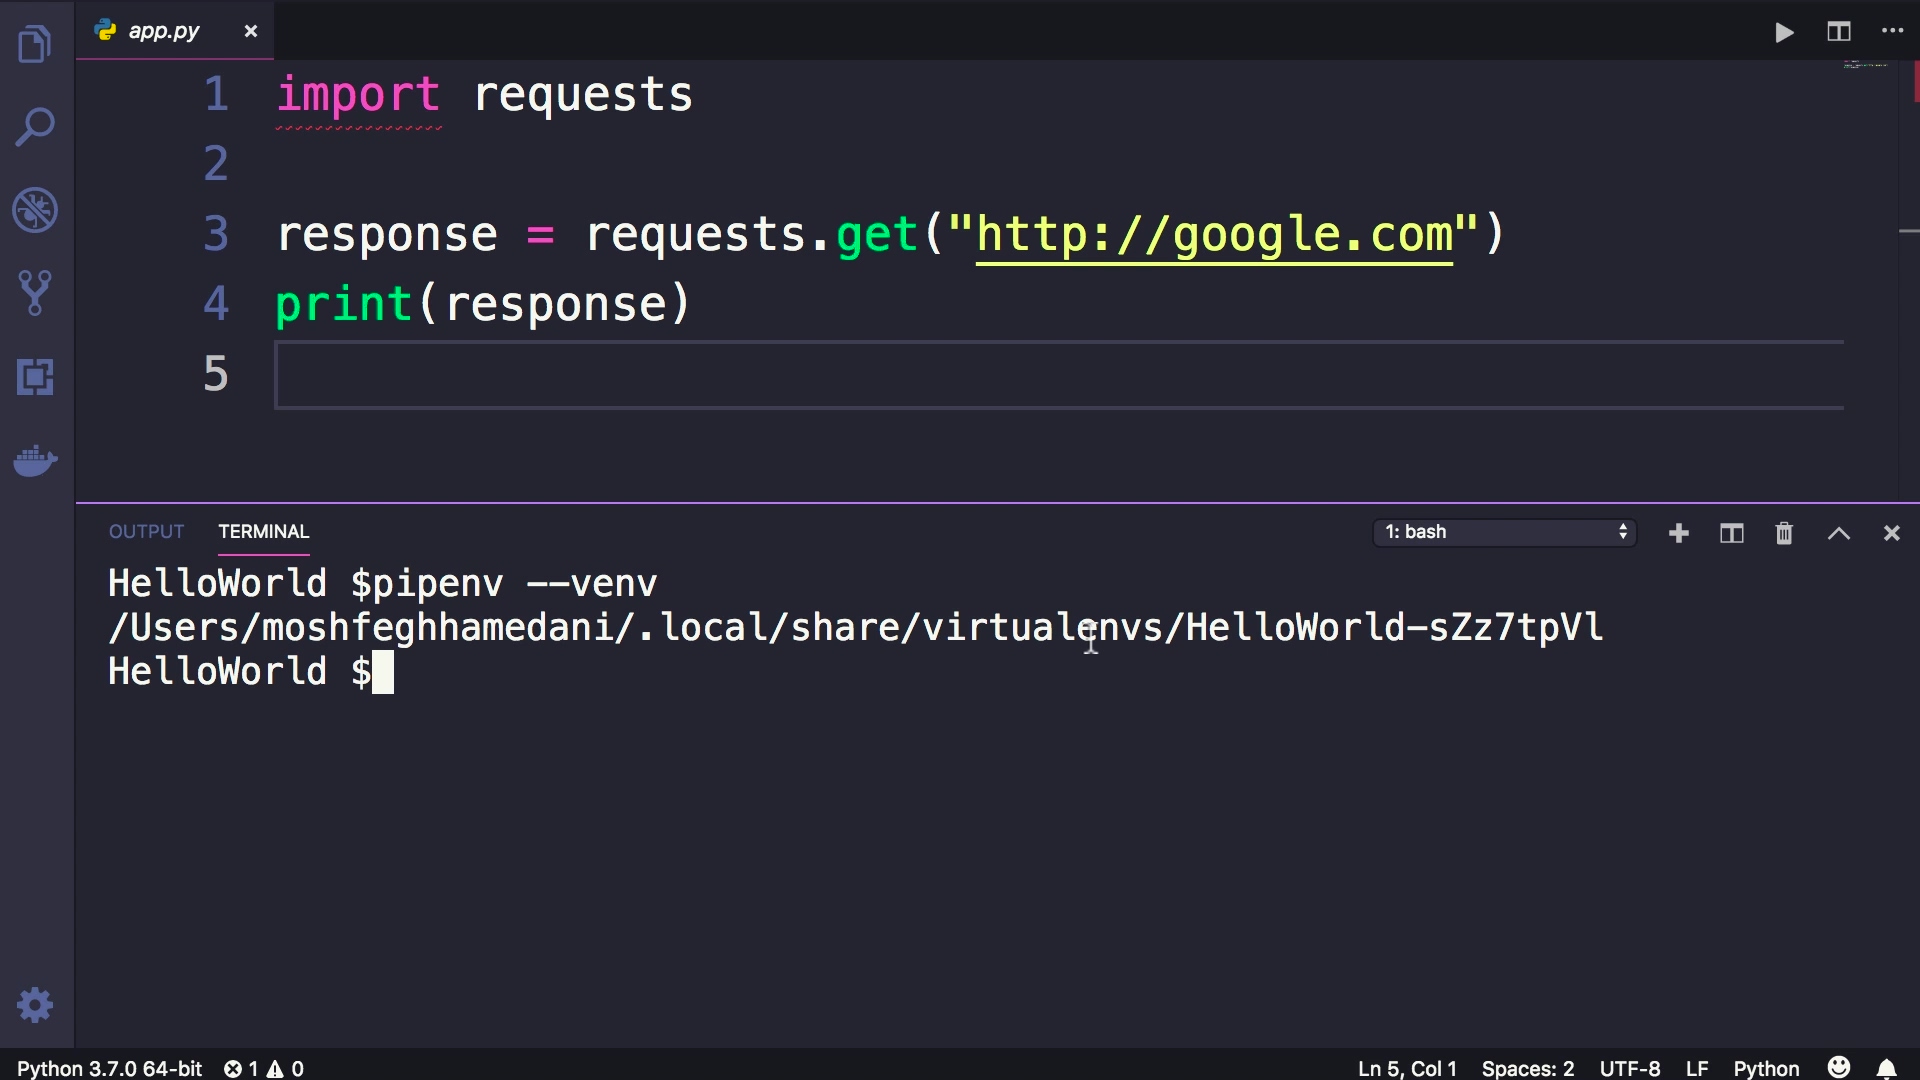 app.py
1 import requests
2
3 response = requests.get("http://google.com")
4 print(response)
5
OUTPUT TERMINAL 1: bash
HelloWorld $pipenv --venv
/Users/moshfeghhamedani/.local/share/virtualenvs/HelloWorld-sZz7tpVl
HelloWorld $
Python 3.7.0 64-bit 1 0 Ln 5, Col 1 Spaces: 2 UTF-8 LF Python